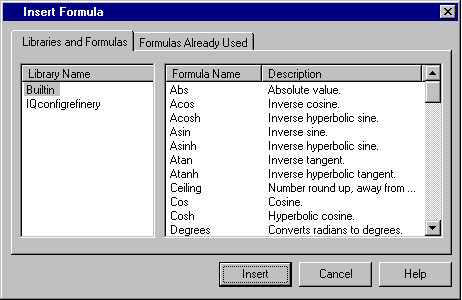 Insert Formula
Libraries and Formulas
Formulas Already Used
Library Name
Builtin
IQconfigrefinery
Formula Name Description
Abs Absolute value.
Acos Inverse cosine.
Acosh Inverse hyperbolic sine.
Asin Inverse sine.
Asinh Inverse hyperbolic sine.
Atan Inverse tangent.
Atanh Inverse hyperbolic tangent.
Ceiling Number round up, away from ...
Cos Cosine.
Cosh Hyperbolic cosine.
Degrees Converts radians to degrees.
Insert
Cancel
Help